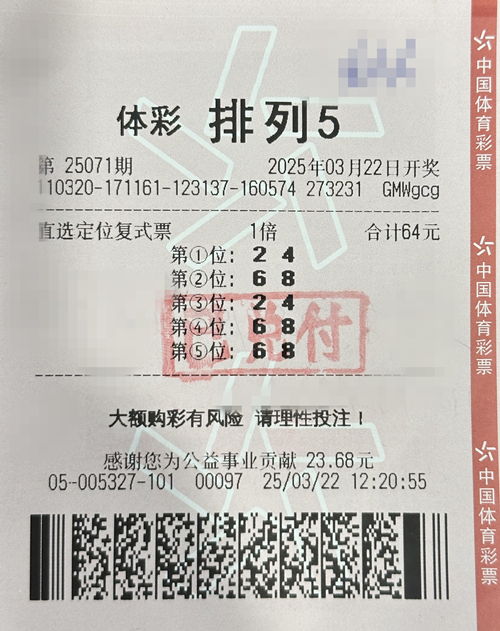 体彩 排列5
第 25071期 2025年03月22日开奖
110320-171161-123137-160574 273231 GMWgcg
直选定位复式票 1倍 合计64元
第①位: 2 4
第②位: 6 8
第③位: 2 4
第④位: 6 8
第⑤位: 6 8
已兑付
大额购彩有风险 请理性投注！
感谢您为公益事业贡献 23.68元
05--005327-101 00097 25/03/22 12:20:55
中国体育彩票
中国体育彩票
中国体育彩票